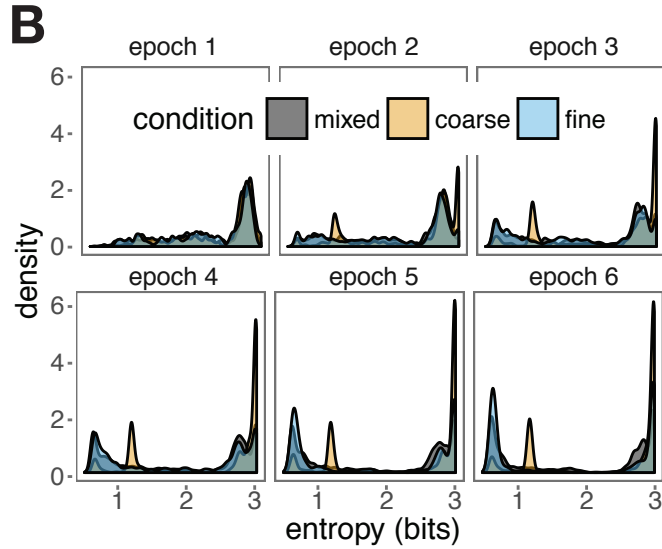 B
epoch 1 epoch 2 epoch 3
condition mixed coarse fine
6
4
2
0
density
epoch 4 epoch 5 epoch 6
6
4
2
0
1 2 3 1 2 3 1 2 3
entropy (bits)